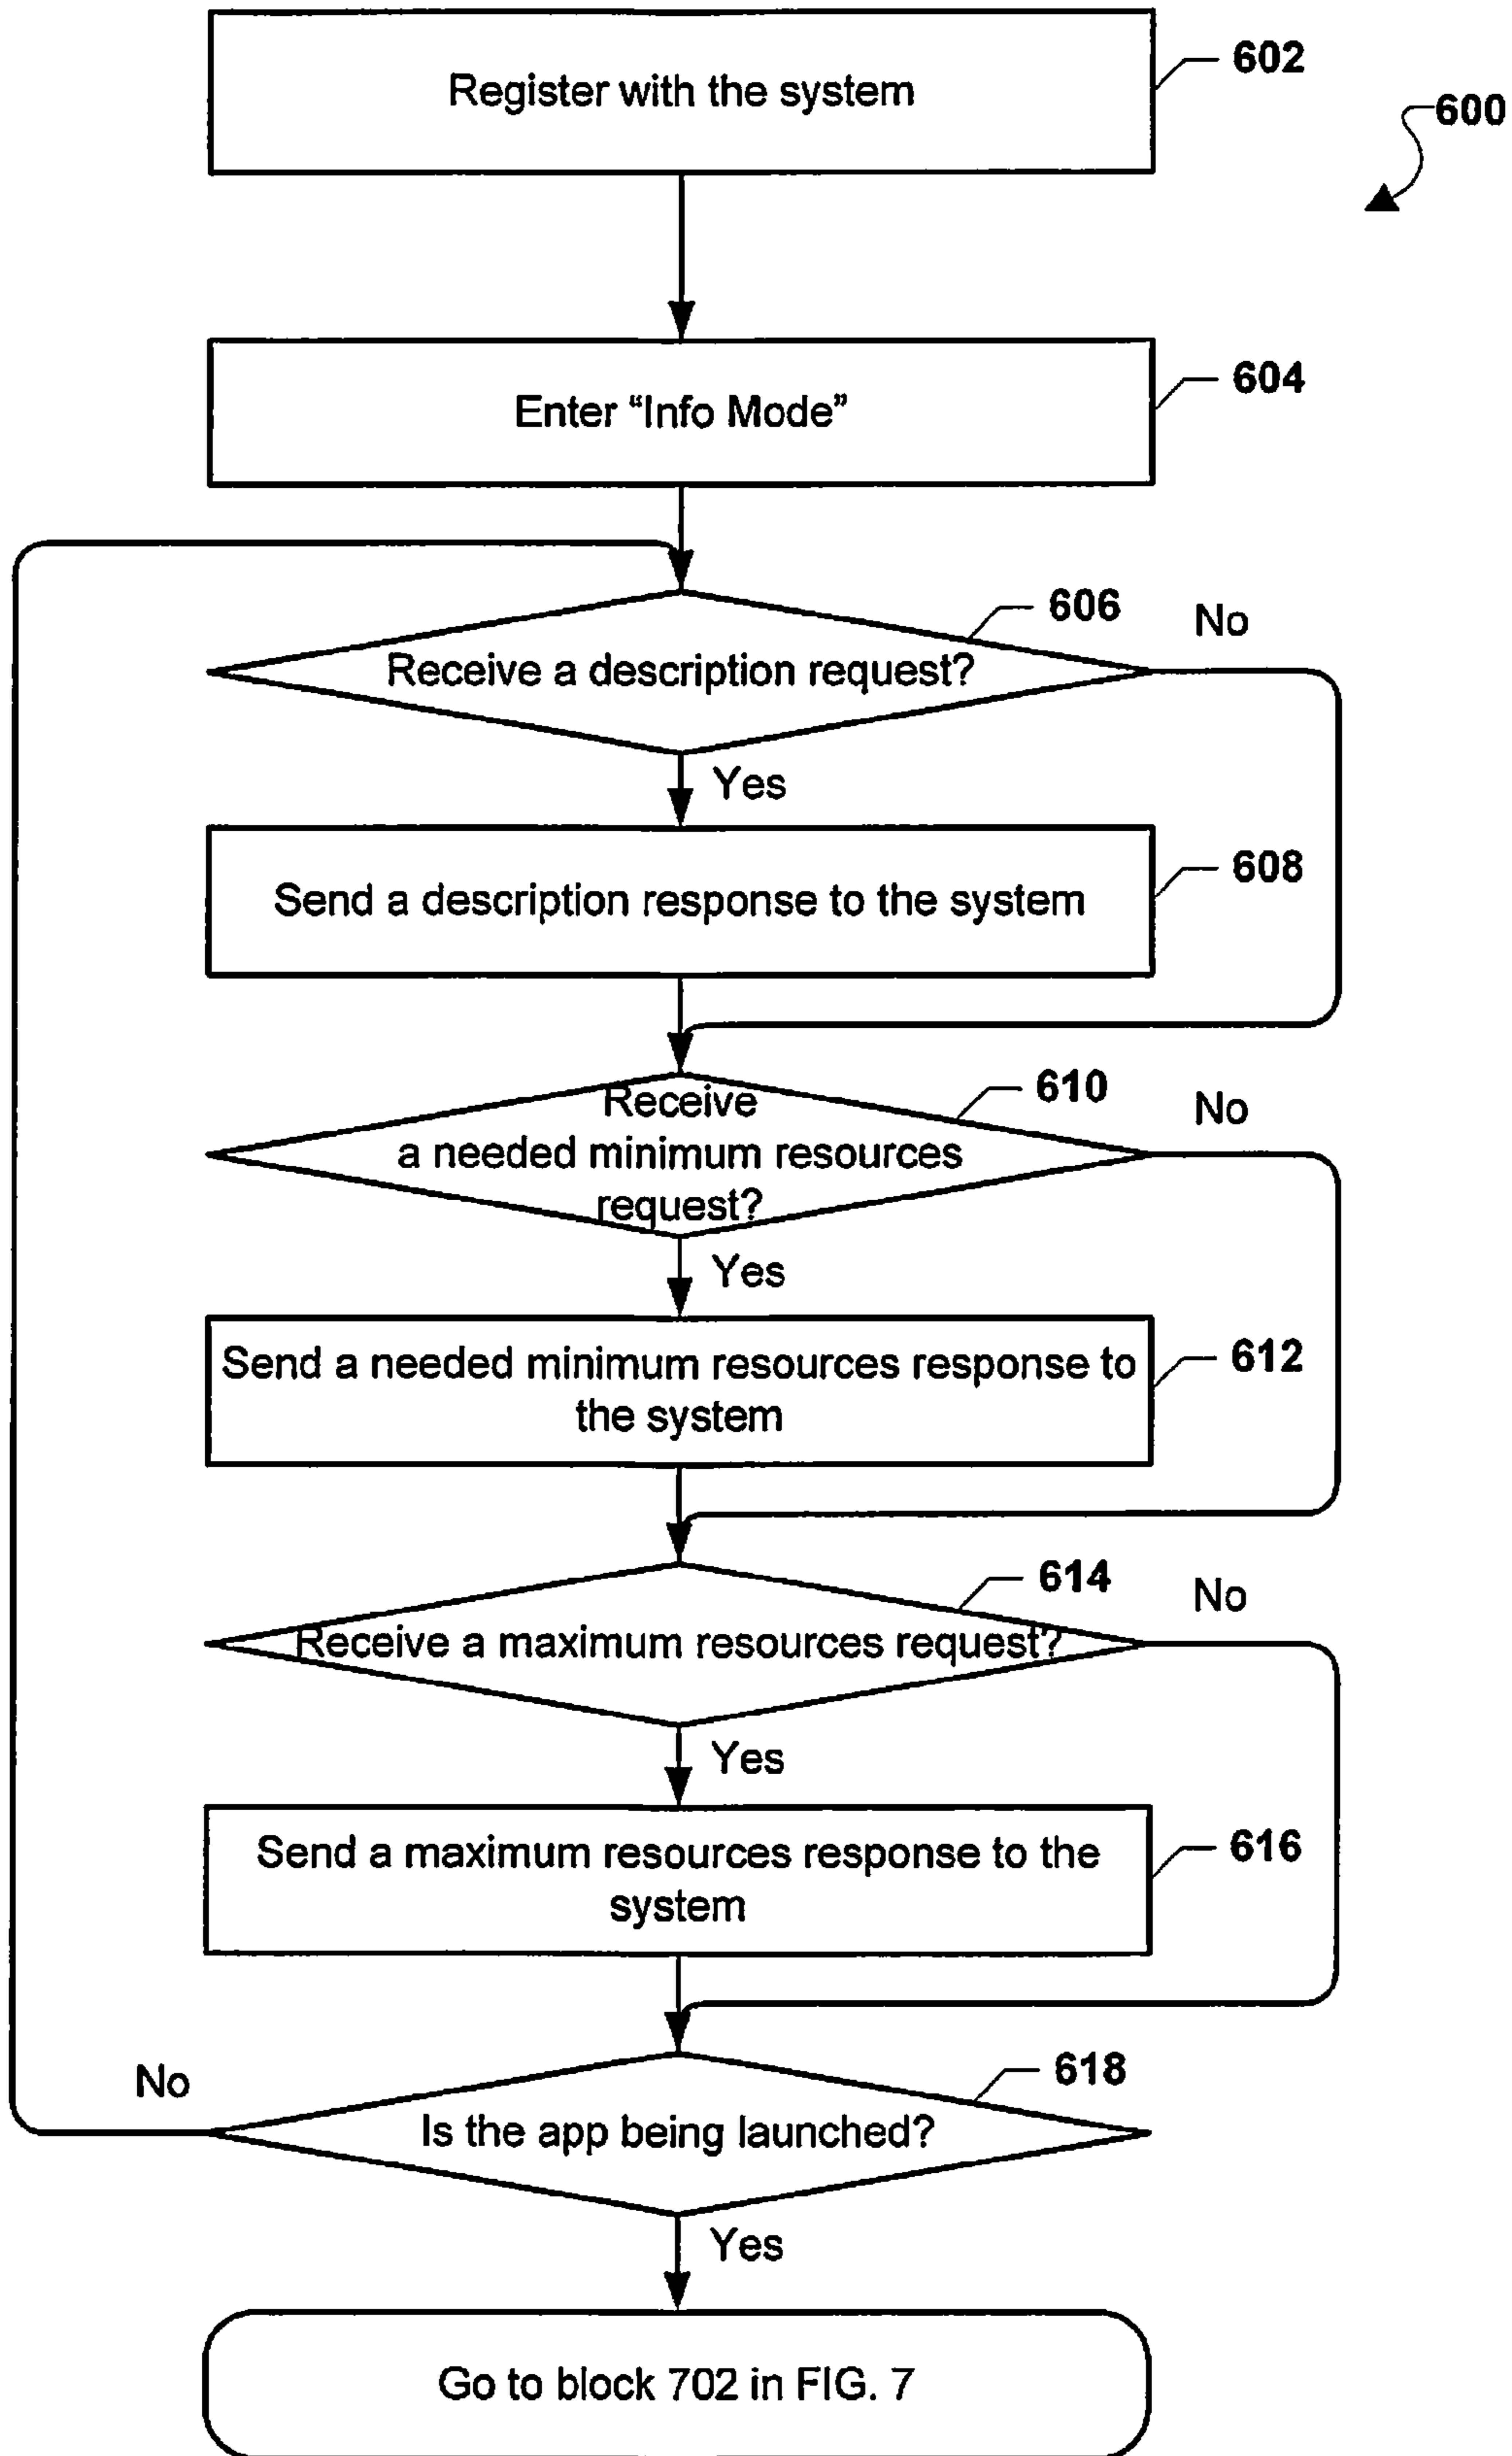 Register with the system
602
600
Enter “Info Mode”
604
606
No
Receive a description request?
Yes
608
Send a description response to the system
610
No
Receive
a needed minimum resources
request?
Yes
612
Send a needed minimum resources response to
the system
614
No
Receive a maximum resources request?
Yes
616
Send a maximum resources response to the
system
No
618
Is the app being launched?
Yes
Go to block 702 in FIG. 7